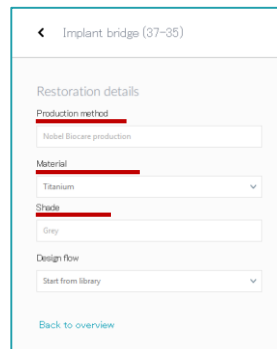 Implant bridge (37-35)
Restoration details
Production method
Nobel Biocare production
Material
Titanium
Shade
Grey
Design flow
Start from library
Back to overview